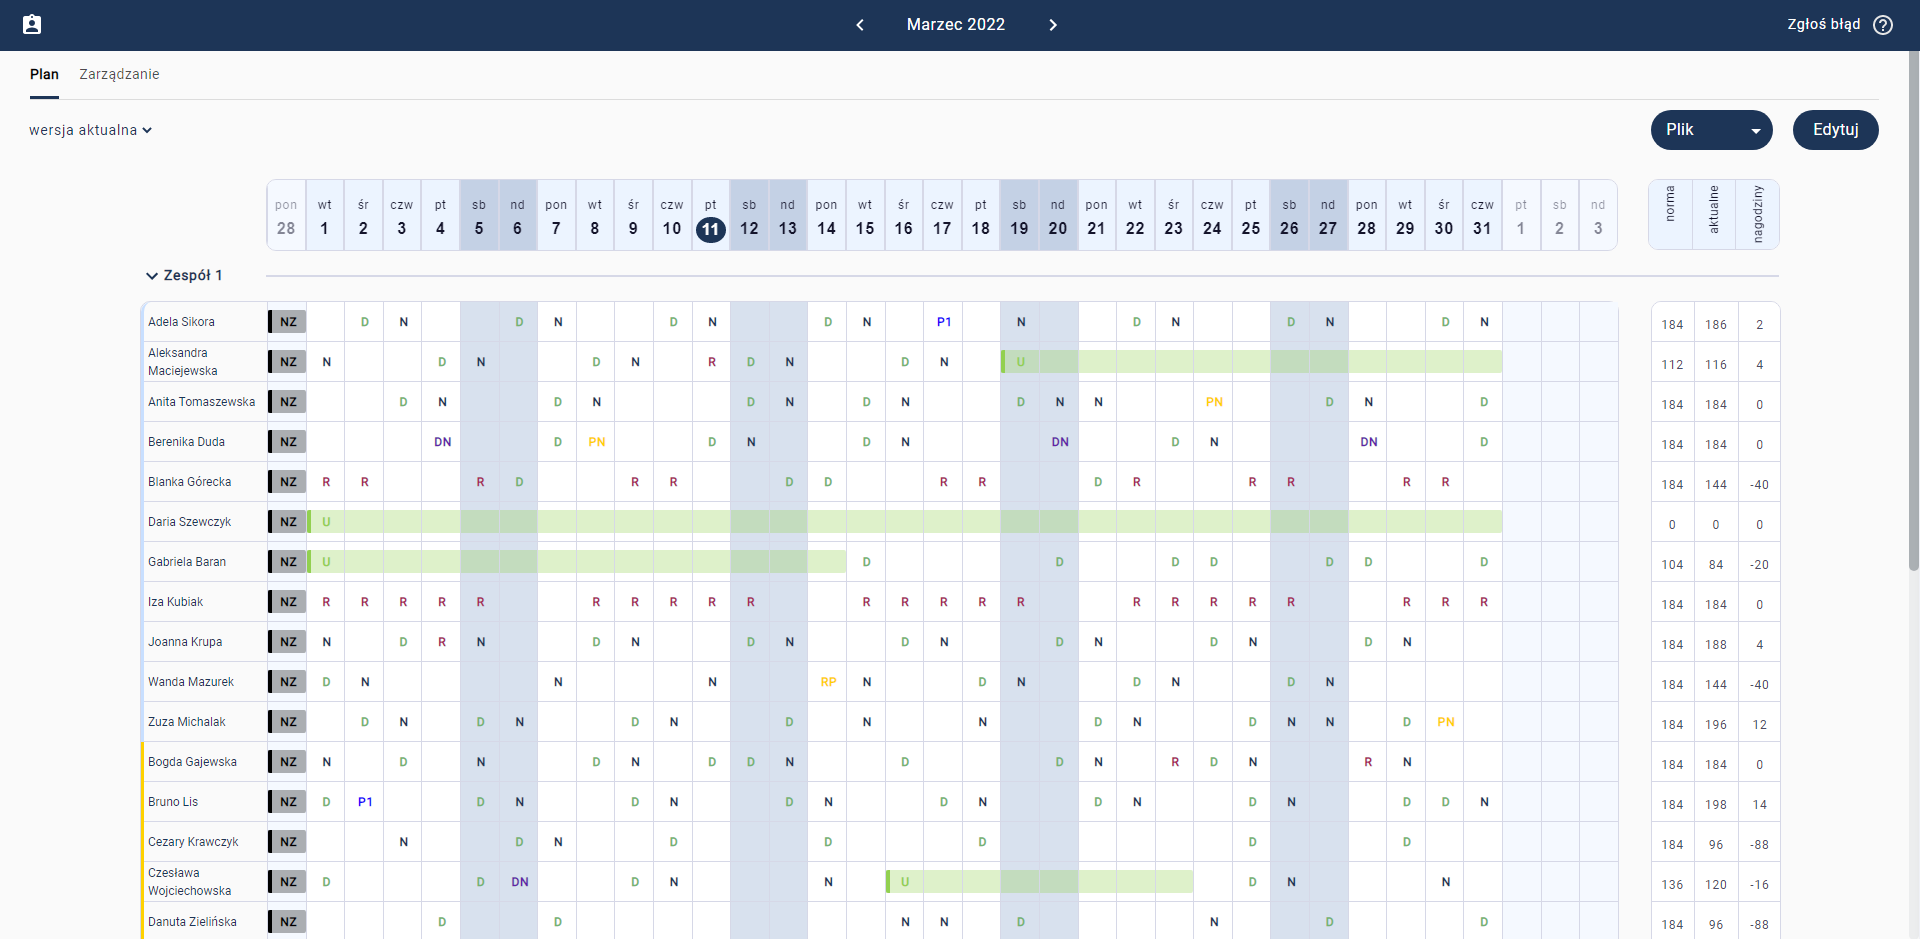 Marzec 2022
Zgłoś błąd
Plan Zarządzanie
wersja aktualna
Plik Edytuj
pon wt śr czw pt sb nd pon wt śr czw pt sb nd pon wt śr czw pt sb nd pon wt śr czw pt sb nd pon wt śr czw pt sb nd norma aktualne nagodziny
28 1 2 3 4 5 6 7 8 9 10 11 12 13 14 15 16 17 18 19 20 21 22 23 24 25 26 27 28 29 30 31 1 2 3
Zespół 1
Adela Sikora NZ D N D N D N D N P1 N D N D N D N 184 186 2
Aleksandra
Maciejewska NZ N D N D N R D N D N U 112 116 4
Anita Tomaszewska NZ D N D N D N D N D N N PN D N D 184 184 0
Berenika Duda NZ DN D PN D N D N DN D N DN D 184 184 0
Blanka Górecka NZ R R R D R R D D R R D R R R R R 184 144 -40
Daria Szewczyk NZ U 0 0 0
Gabriela Baran NZ U D D D D D D D 104 84 -20
Iza Kubiak NZ R R R R R R R R R R R R R R R R R R R R R R R 184 184 0
Joanna Krupa NZ N D R N D N D N D N D N D N D N 184 188 4
Wanda Mazurek NZ D N N N RP N D N D N D N 184 144 -40
Zuza Michalak NZ D N D N D N D N N D N D N N D PN 184 196 12
Bogda Gajewska NZ N D N D N D D N D D N R D N R N 184 184 0
Bruno Lis NZ D P1 D N D N D N D N D N D N D D N 184 198 14
Cezary Krawczyk NZ N D N D D D D D 184 96 -88
Czesława
Wojciechowska NZ D D DN D N N U D N N 136 120 -16
Danuta Zielińska NZ D D N N D N D D 184 96 -88